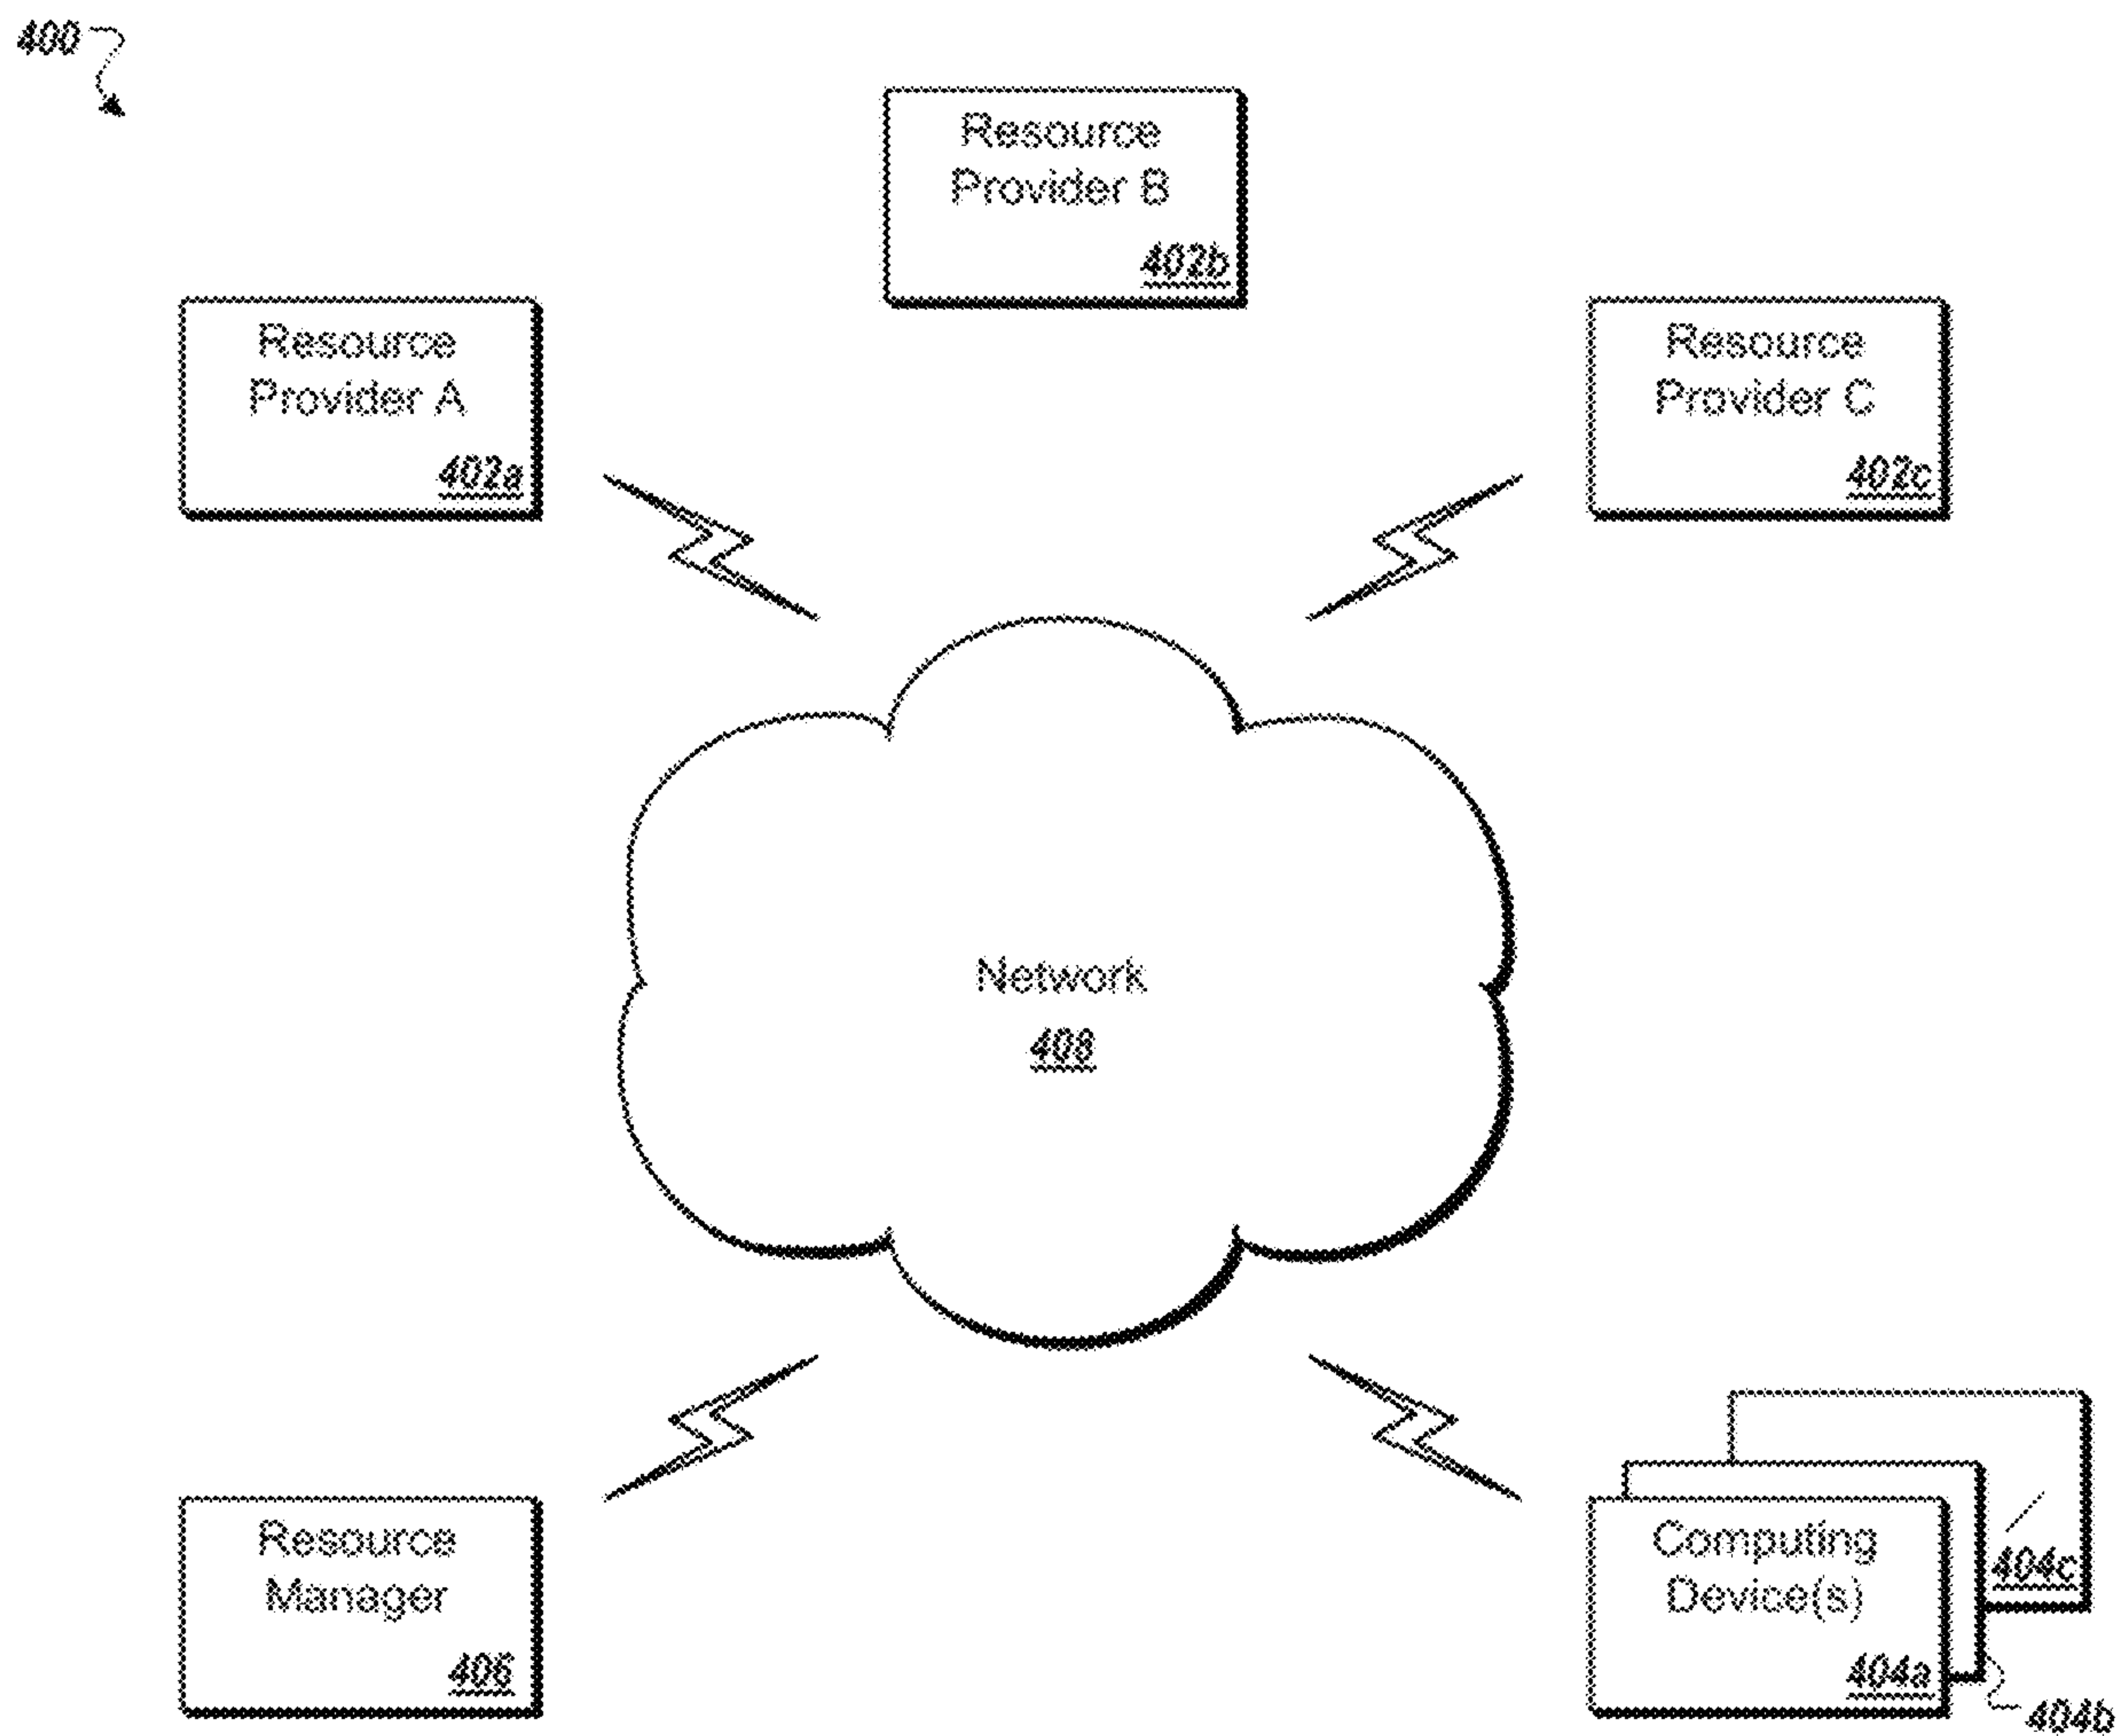 400
Resource
Provider B
402b
Resource
Provider A
402a
Resource
Provider C
402c
Network
408
Resource
Manager
406
Computing
Device(s)
404a
404c
404b